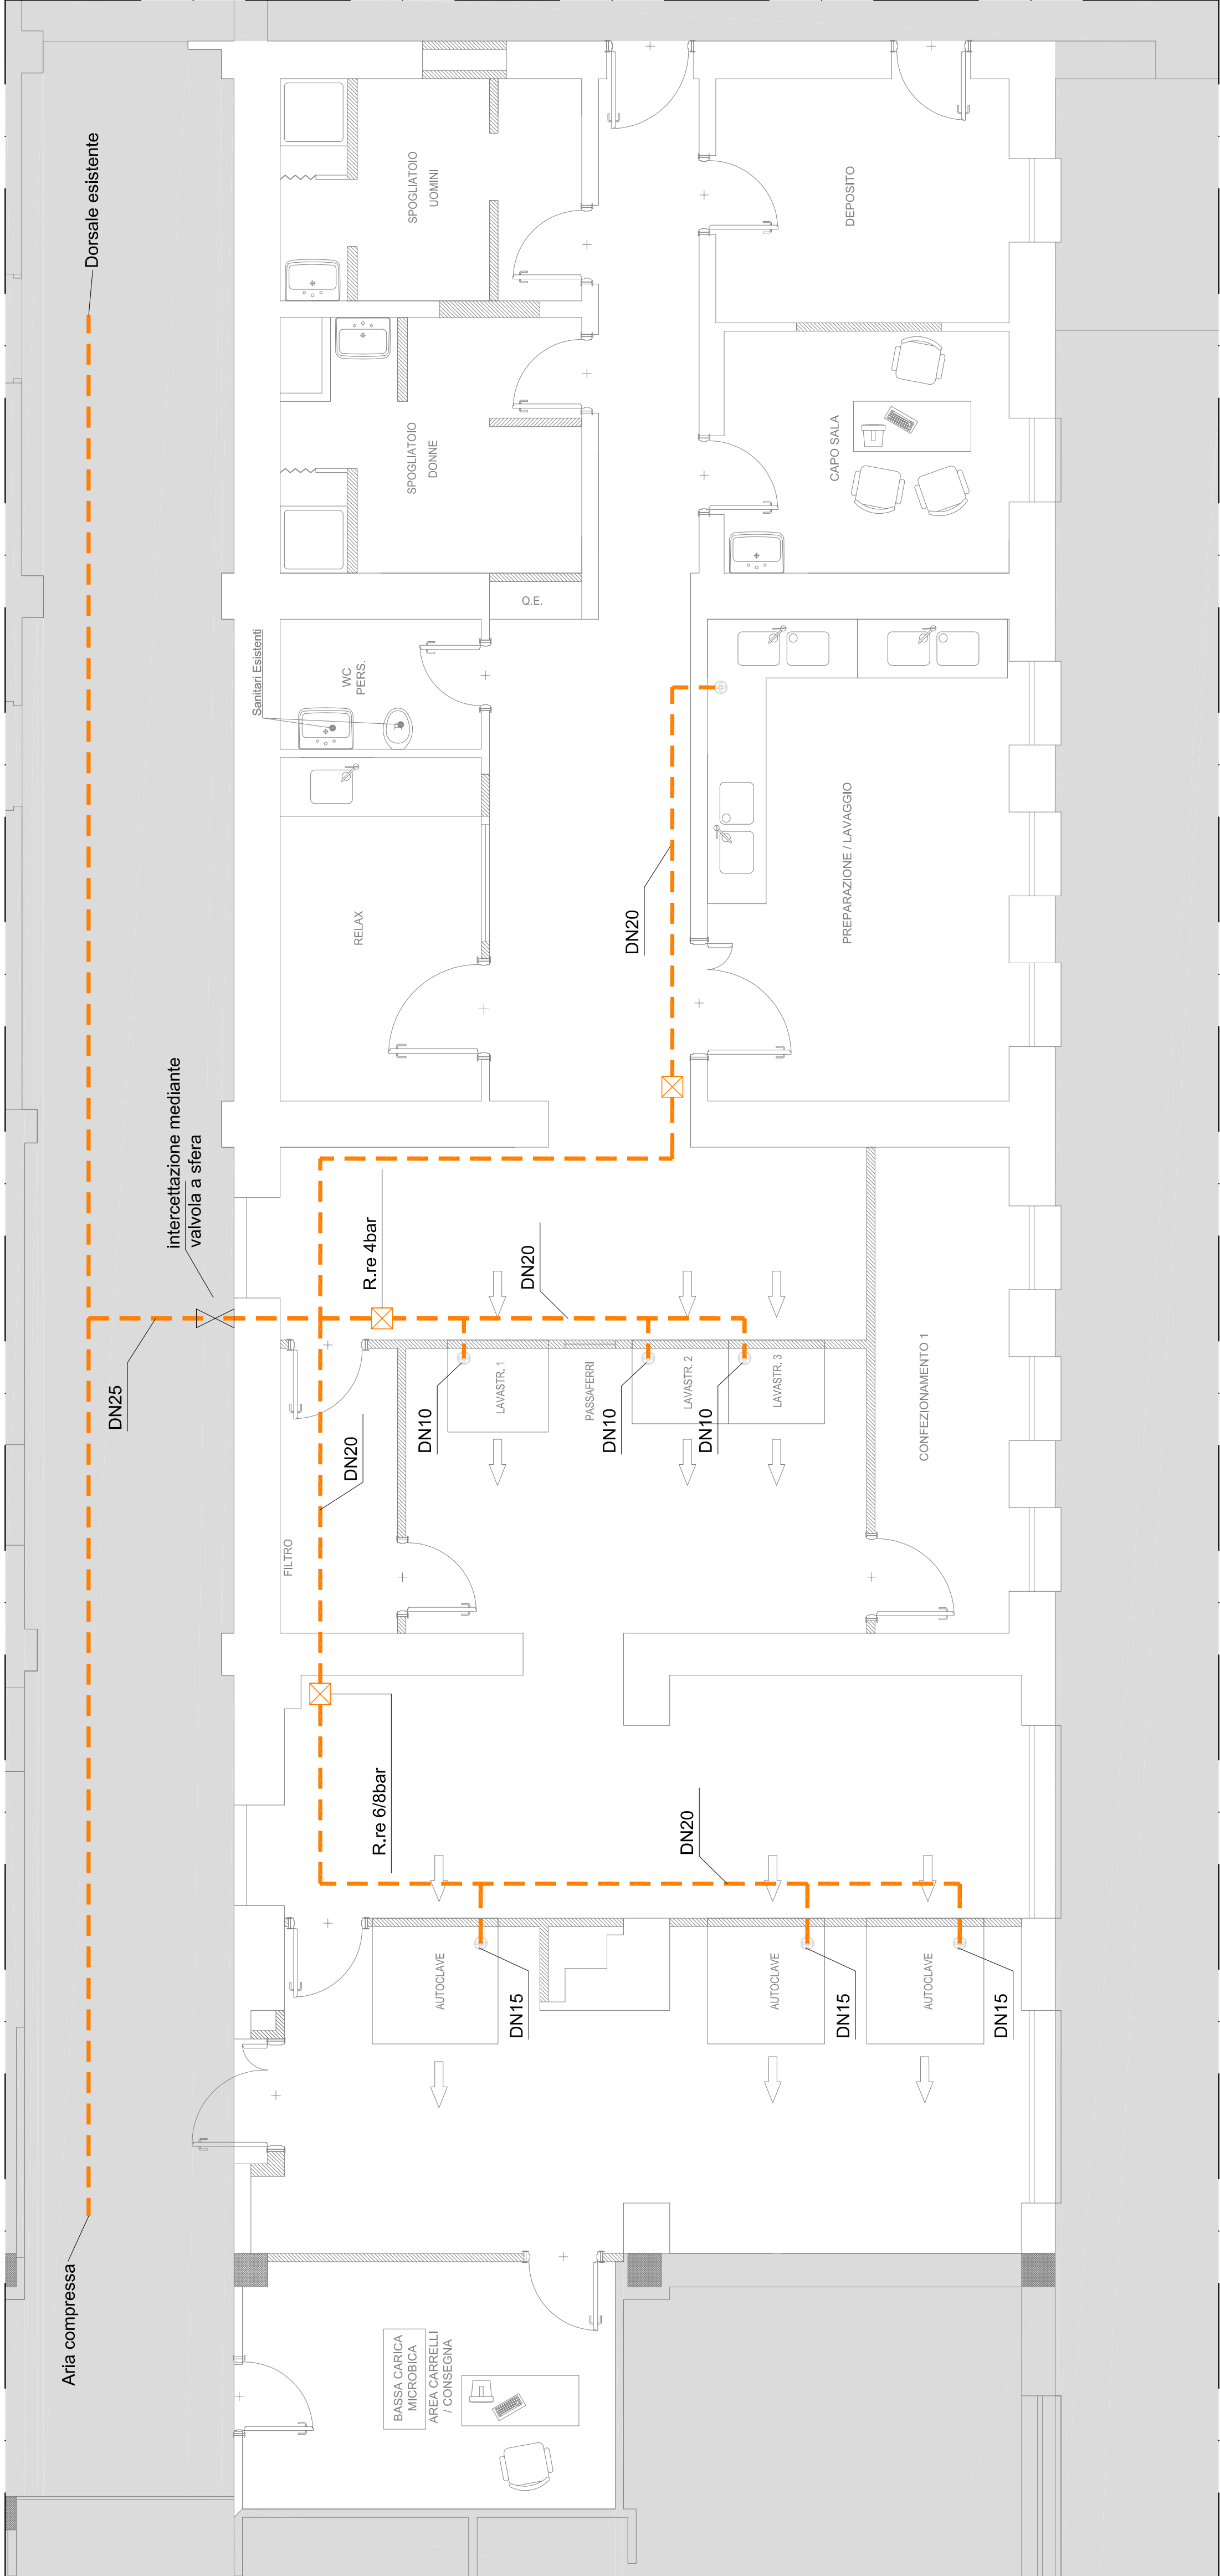 Dorsale esistente
SPOGLIATOIO
UOMINI
DEPOSITO
SPOGLIATOIO
DONNE
CAPO SALA
Q.E.
Sanitari Esistenti
WC
PERS.
RELAX
DN20
PREPARAZIONE / LAVAGGIO
intercettazione mediante
valvola a sfera
R.re 4bar
DN20
DN25
DN10
LAVASTR. 1
PASSAFERRI
DN10
LAVASTR. 2
DN10
LAVASTR. 3
CONFEZIONAMENTO 1
DN20
FILTRO
R.re 6/8bar
DN20
AUTOCLAVE
DN15
AUTOCLAVE
DN15
AUTOCLAVE
DN15
Aria compressa
BASSA CARICA
MICROBICA
AREA CARRELLI
/ CONSEGNA